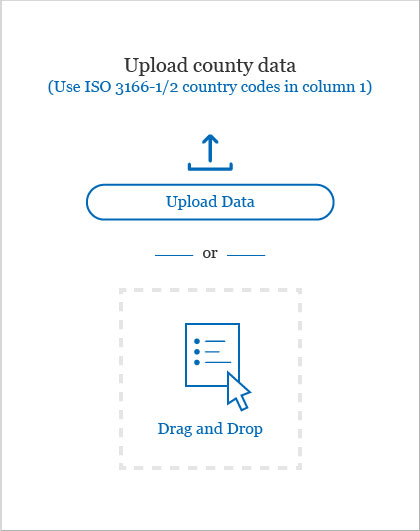 Upload county data
(Use ISO 3166-1/2 country codes in column 1)
Upload Data
or
Drag and Drop